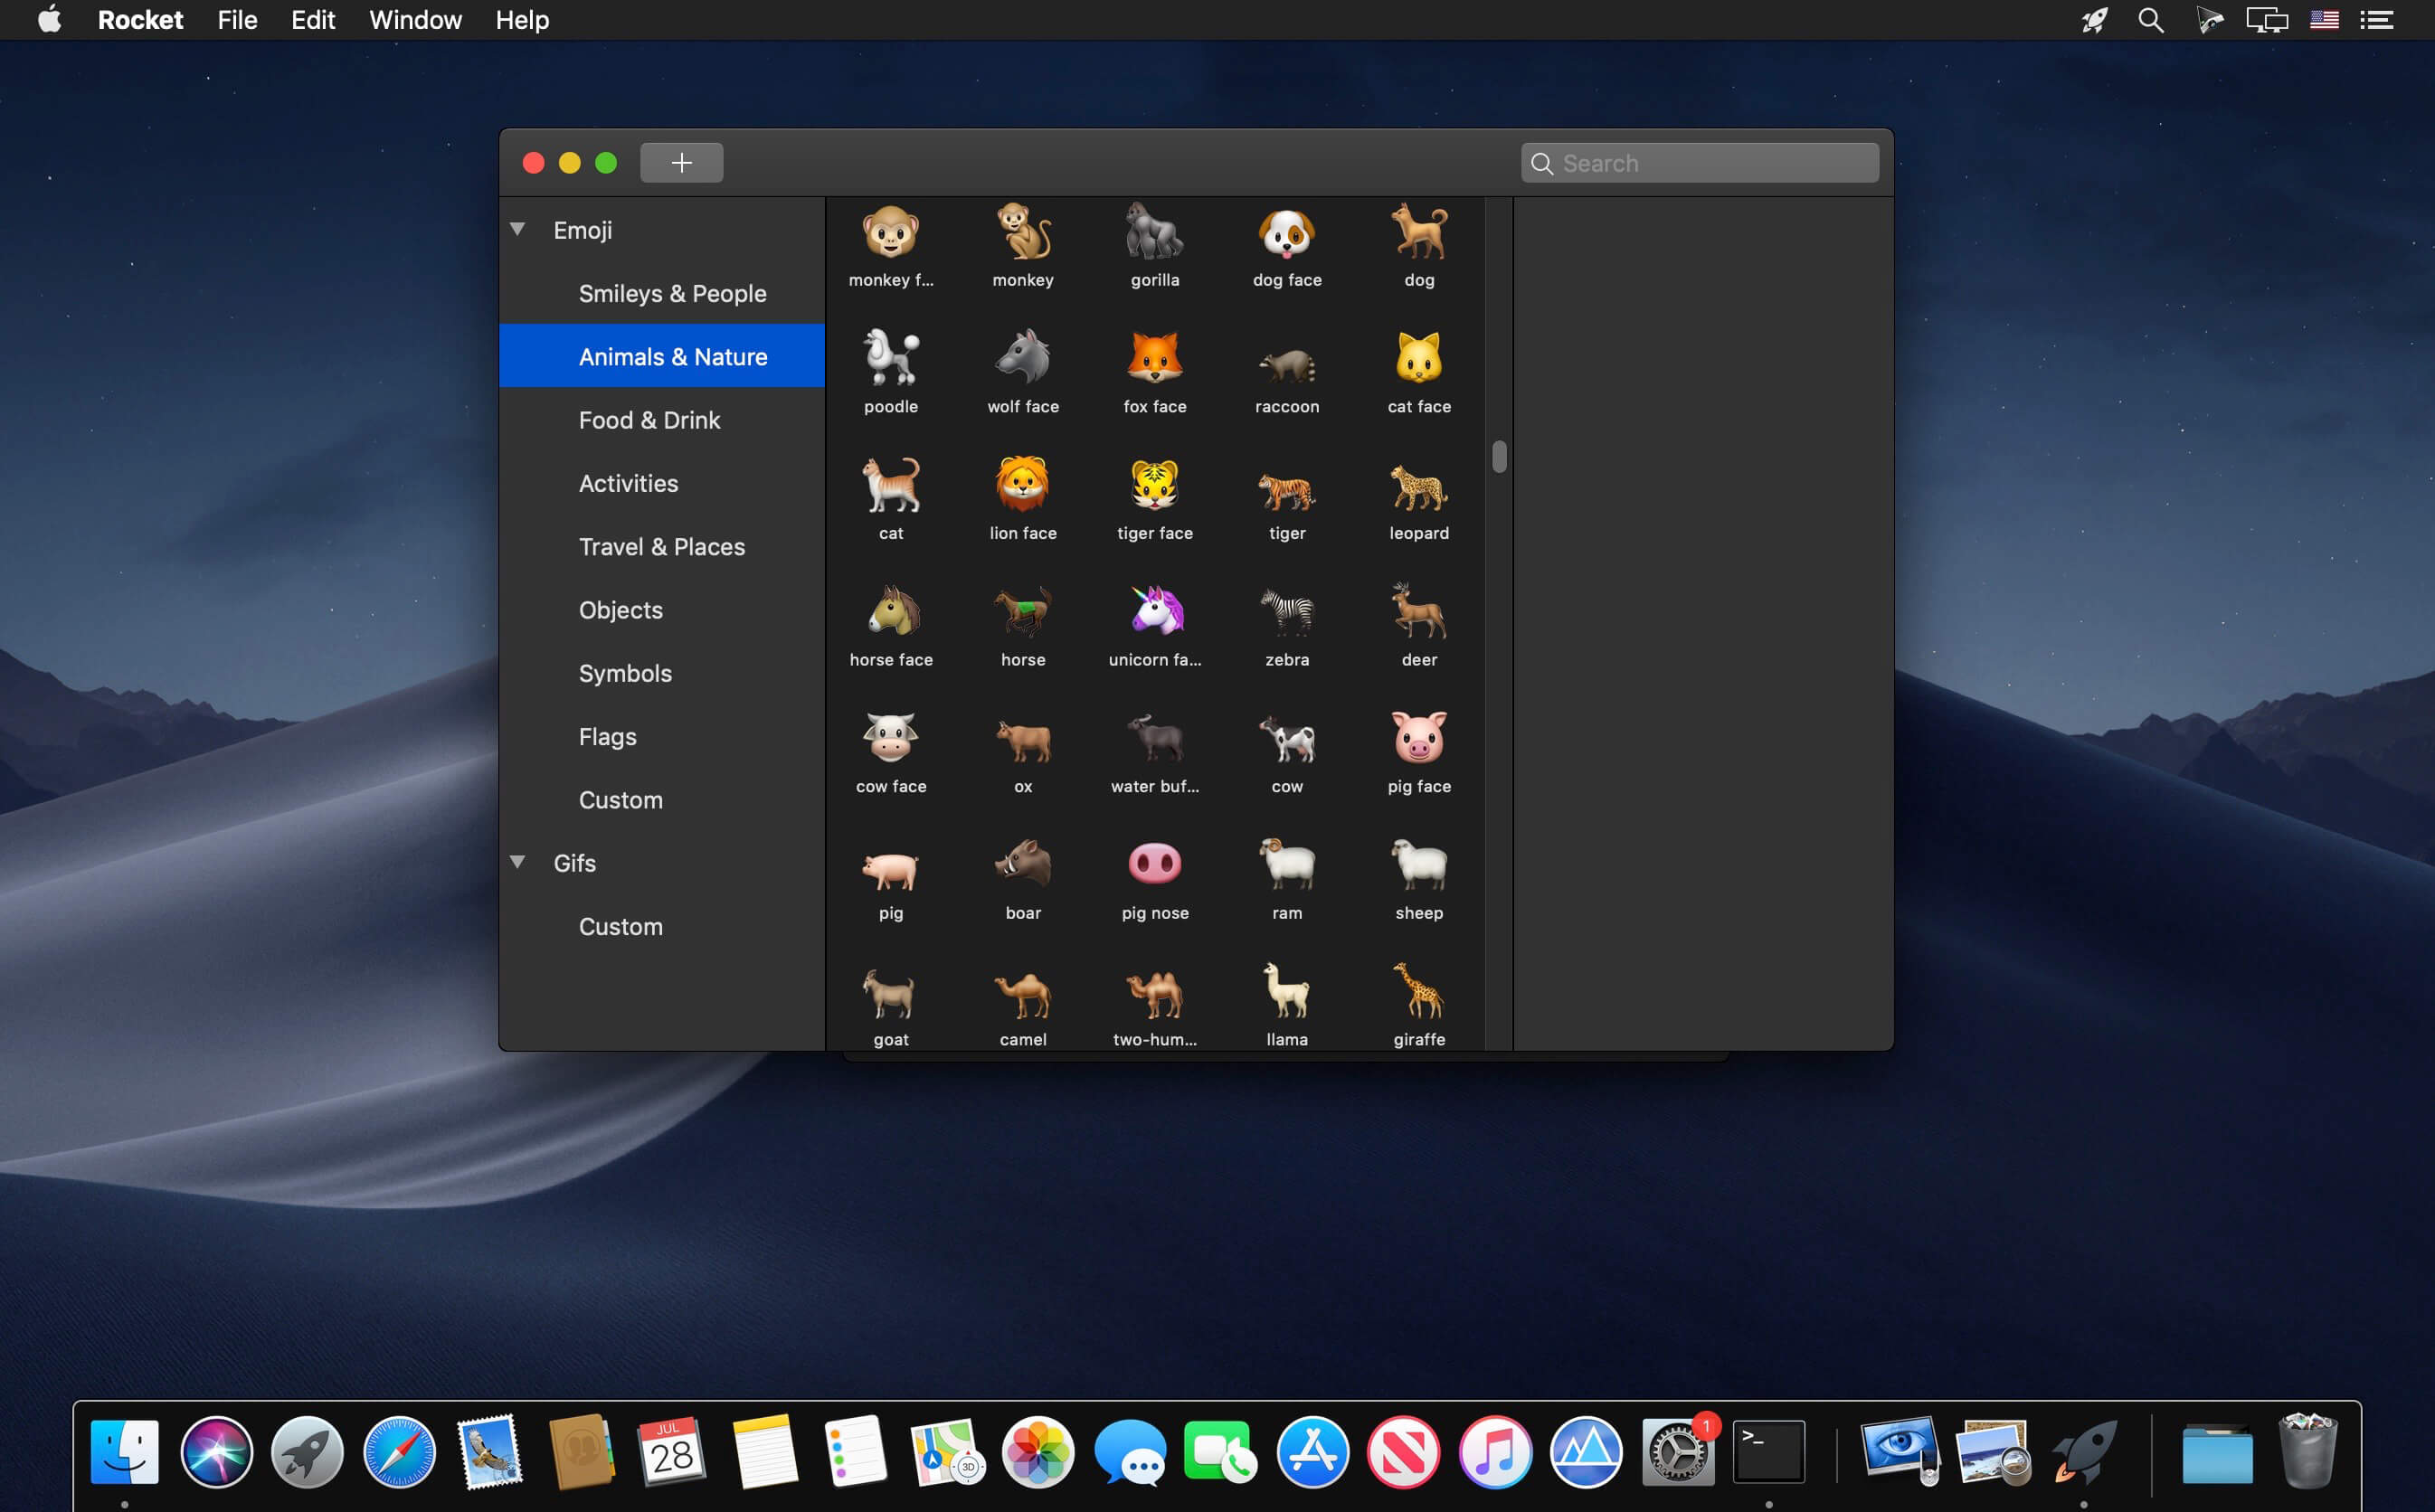 Rocket File Edit Window Help
Search
Emoji
Smileys & People
Animals & Nature
Food & Drink
Activities
Travel & Places
Objects
Symbols
Flags
Custom
Gifs
Custom
monkey f... monkey gorilla dog face dog
poodle wolf face fox face raccoon cat face
cat lion face tiger face tiger leopard
horse face horse unicorn fa... zebra deer
cow face ox water buf... cow pig face
pig boar pig nose ram sheep
goat camel two-hum... llama giraffe
JUL
28
3D
1
>_